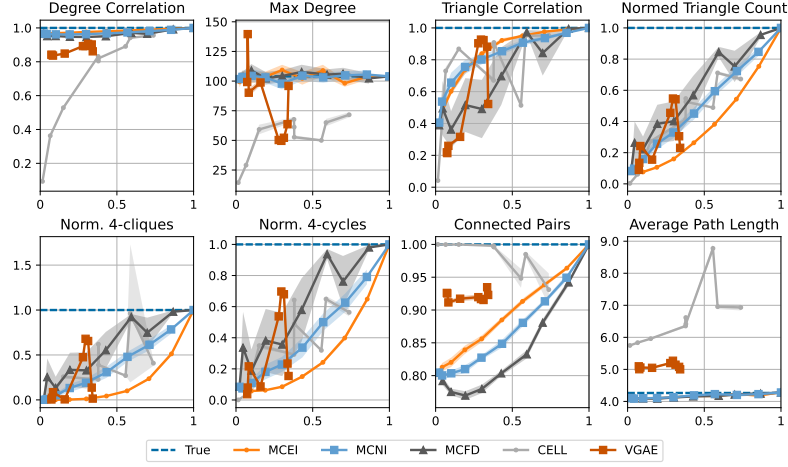 Degree Correlation Max Degree Triangle Correlation Normed Triangle Count
1.0 0.8 0.6 0.4 0.2
150 125 100 75 50 25
1.0 0.8 0.6 0.4 0.2 0.0
1.00 0.75 0.50 0.25 0.00
0 0.5 1 0 0.5 1 0 0.5 1 0 0.5 1
Norm. 4-cliques Norm. 4-cycles Connected Pairs Average Path Length
1.5 1.0 0.5 0.0
1.0 0.8 0.6 0.4 0.2 0.0
1.00 0.95 0.90 0.85 0.80
9.0 8.0 7.0 6.0 5.0 4.0
0 0.5 1 0 0.5 1 0 0.5 1 0 0.5 1
True MCEI MCNI MCFD CELL VGAE